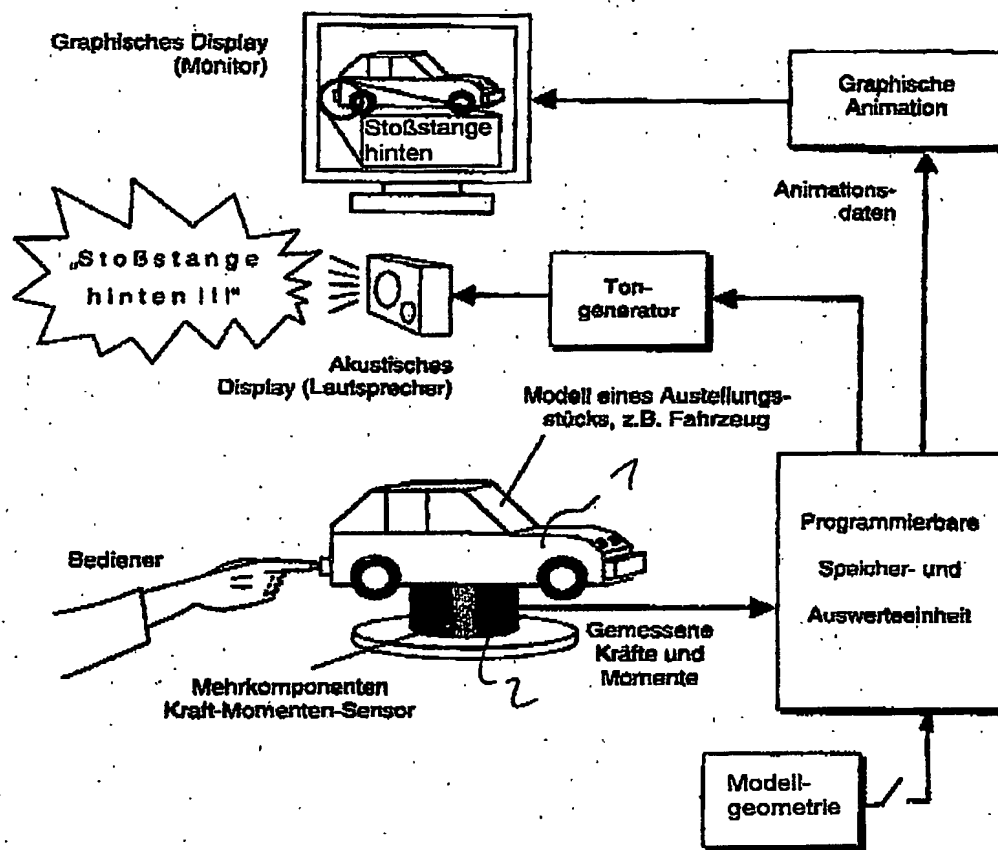 Graphisches Display
(Monitor)
Stoßstange
hinten
Graphische
Animation
Animations-
daten
„Stoßstange
hinten!!!"
Ton-
generator
Akustisches
Display (Lautsprecher)
Modell eines Austellungs-
stücks, z.B. Fahrzeug
1
Bediener
Programmierbare
Speicher- und
Auswerteeinheit
Gemessene
Kräfte und
Momente
2
Mehrkomponenten
Kraft-Momenten-Sensor
Modell-
geometrie